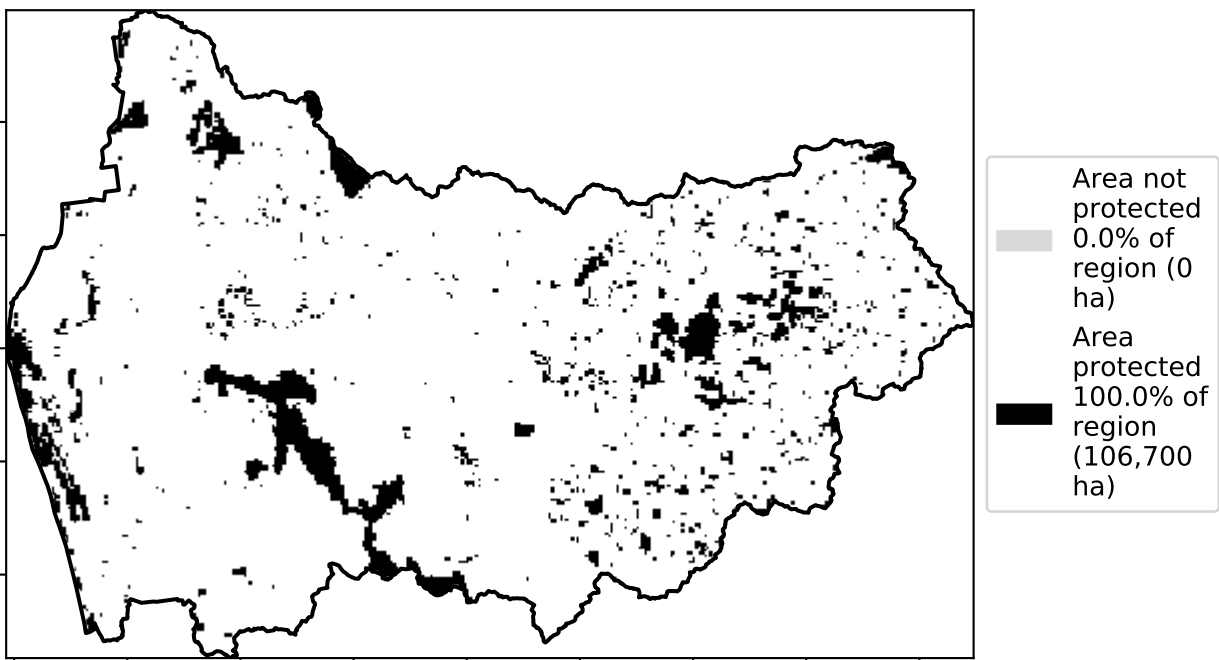 Area not
protected
0.0% of
region (0
ha)
Area
protected
100.0% of
region
(106,700
ha)